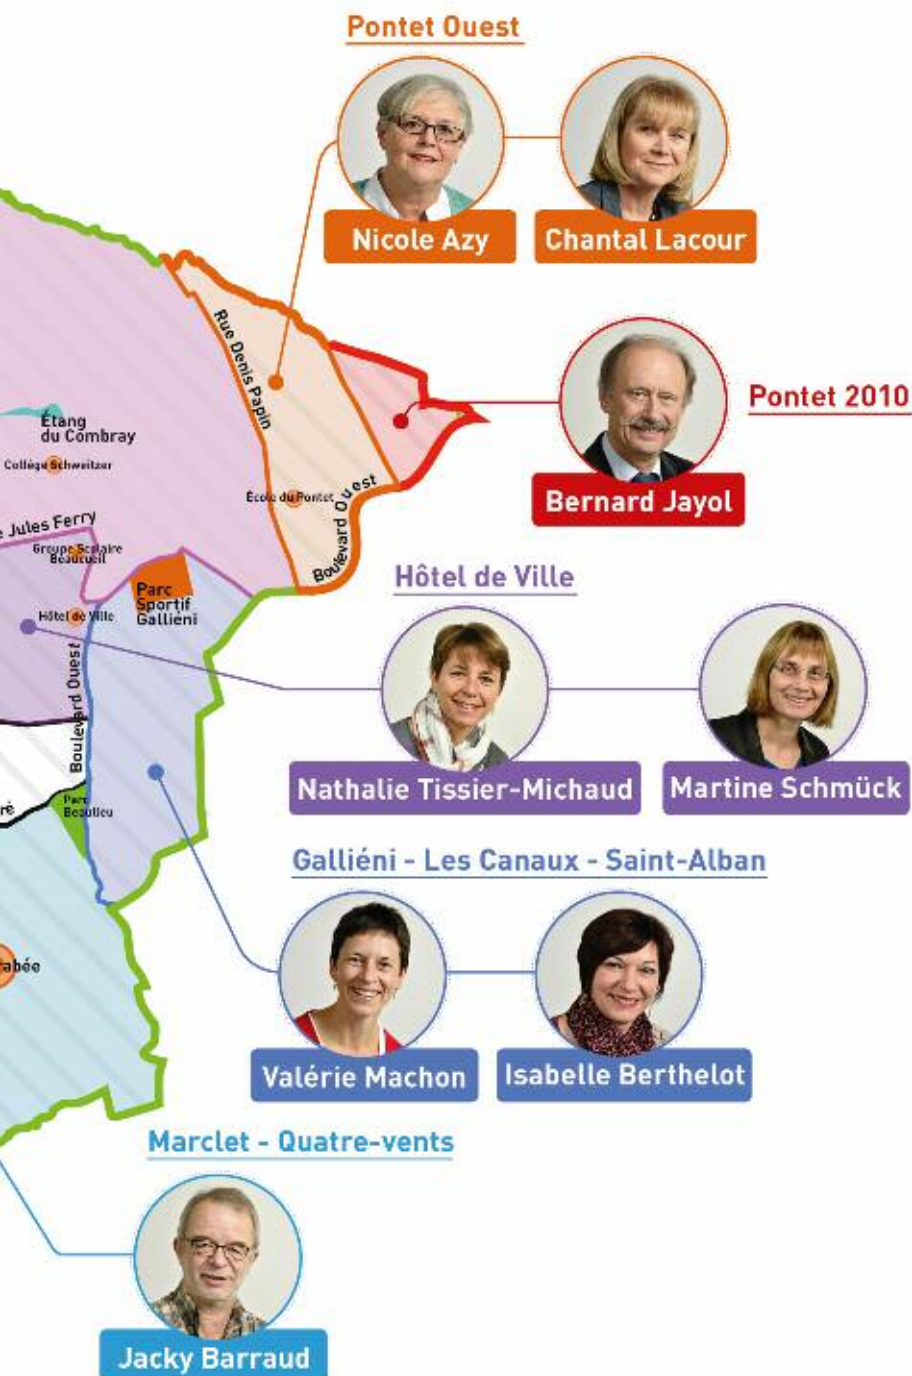 Pontet Ouest
Nicole Azy
Chantal Lacour
Rue Denis Papin
Pontet 2010
Étang
du Combray
Collège Schweitzer
École du Pontet
Boulevard Ouest
Bernard Jayol
Jules Ferry
Groupe Scolaire
Beaucueil
Hôtel de Ville
Parc
Sportif
Galliéni
Hôtel de Ville
Boulevard Ouest
Nathalie Tissier-Michaud
Martine Schmück
Parc
Beaulieu
Galliéni - Les Canaux - Saint-Alban
Valérie Machon
Isabelle Berthelot
Marclet - Quatre-vents
Jacky Barraud